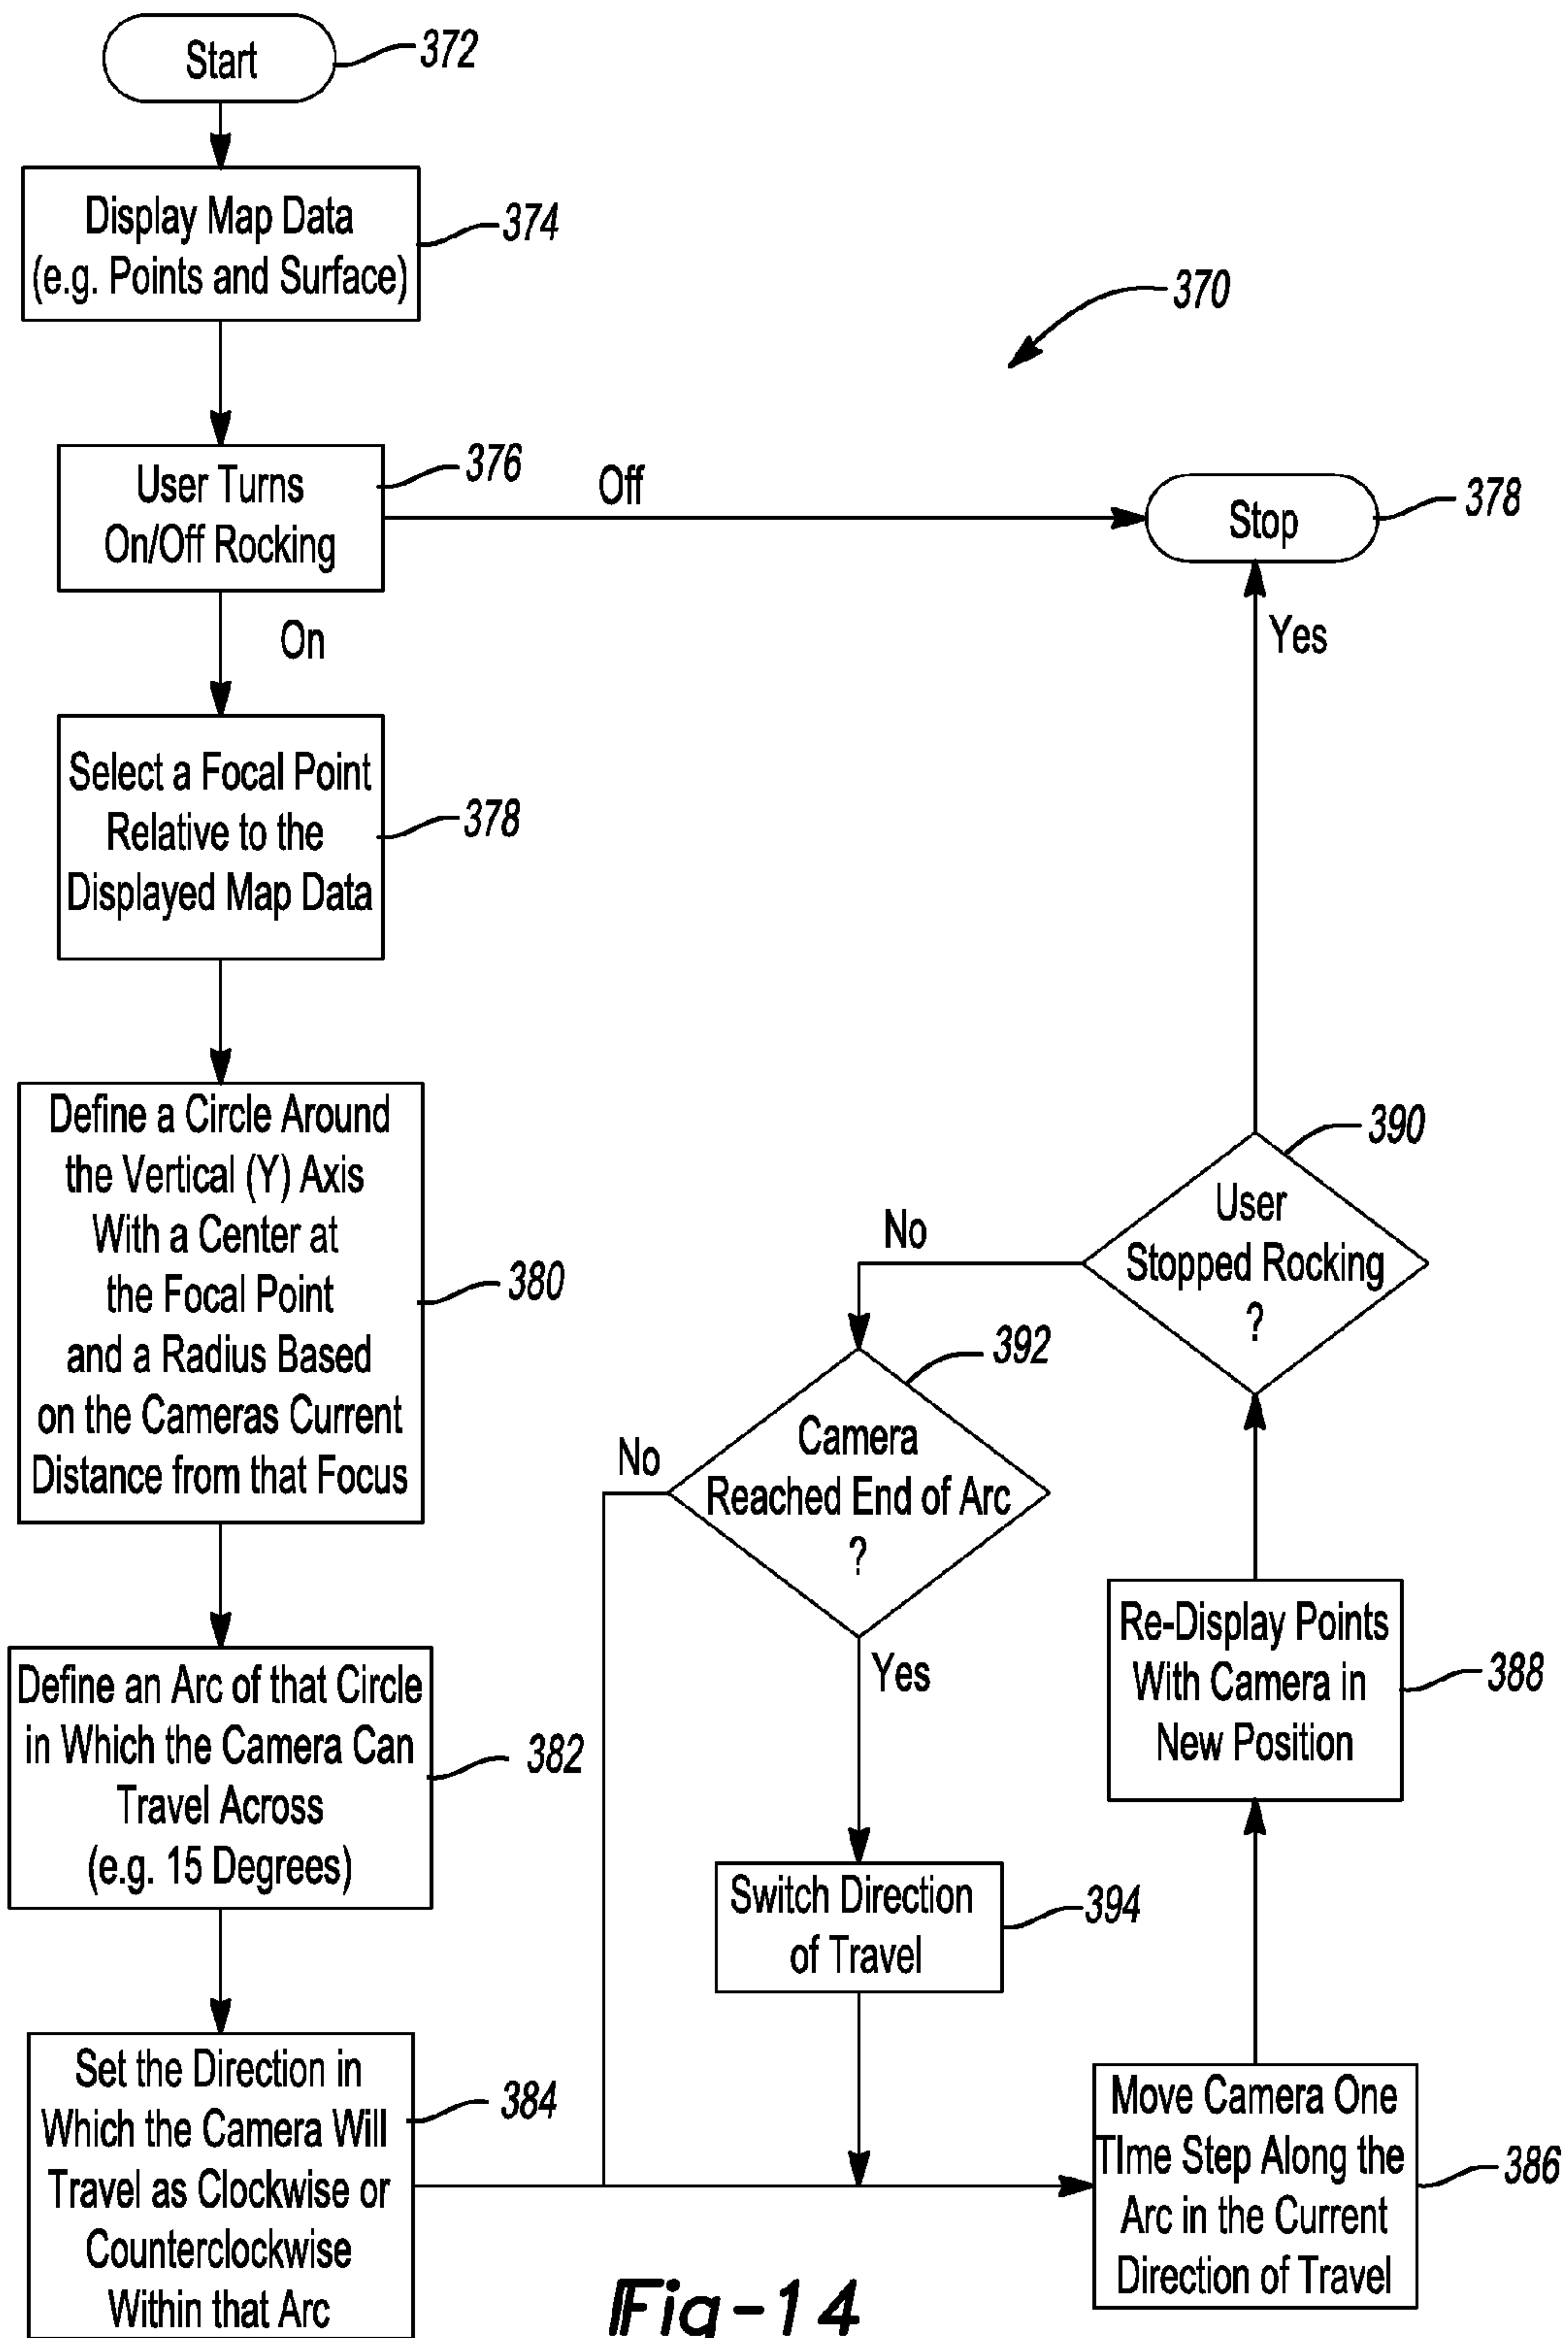 Start
372
Display Map Data
(e.g. Points and Surface)
374
370
User Turns
On/Off Rocking
376
Off
Stop
378
On
Yes
Select a Focal Point
Relative to the
Displayed Map Data
378
Define a Circle Around
the Vertical (Y) Axis
With a Center at
the Focal Point
and a Radius Based
on the Cameras Current
Distance from that Focus
380
390
User
Stopped Rocking
?
No
392
Camera
Reached End of Arc
?
No
Yes
Re-Display Points
With Camera in
New Position
388
Define an Arc of that Circle
in Which the Camera Can
Travel Across
(e.g. 15 Degrees)
382
Switch Direction
of Travel
394
Set the Direction in
Which the Camera Will
Travel as Clockwise or
Counterclockwise
Within that Arc
384
Move Camera One
TIme Step Along the
Arc in the Current
Direction of Travel
386
Fig-14